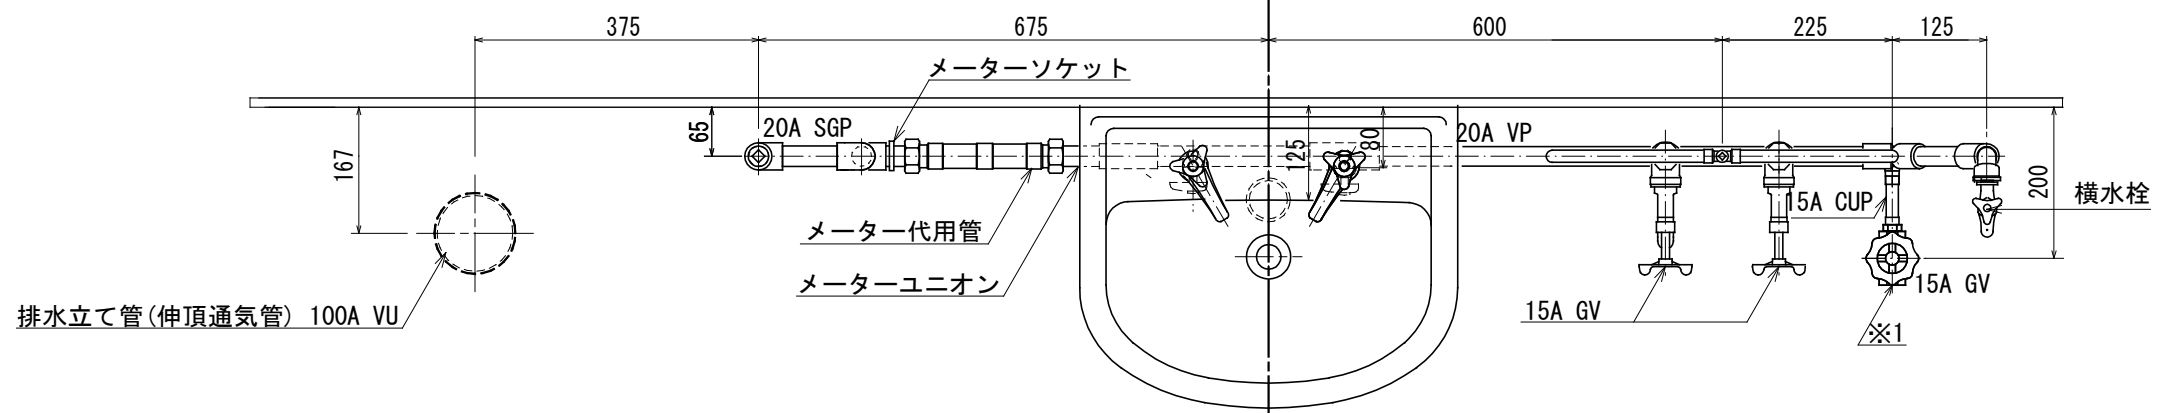 375
675
600
225
125
メーターソケット
65
20A SGP
125
80
20A VP
167
200
15A CUP
横水栓
メーター代用管
メーターユニオン
15A GV
排水立て管(伸頂通気管) 100A VU
15A GV
※1